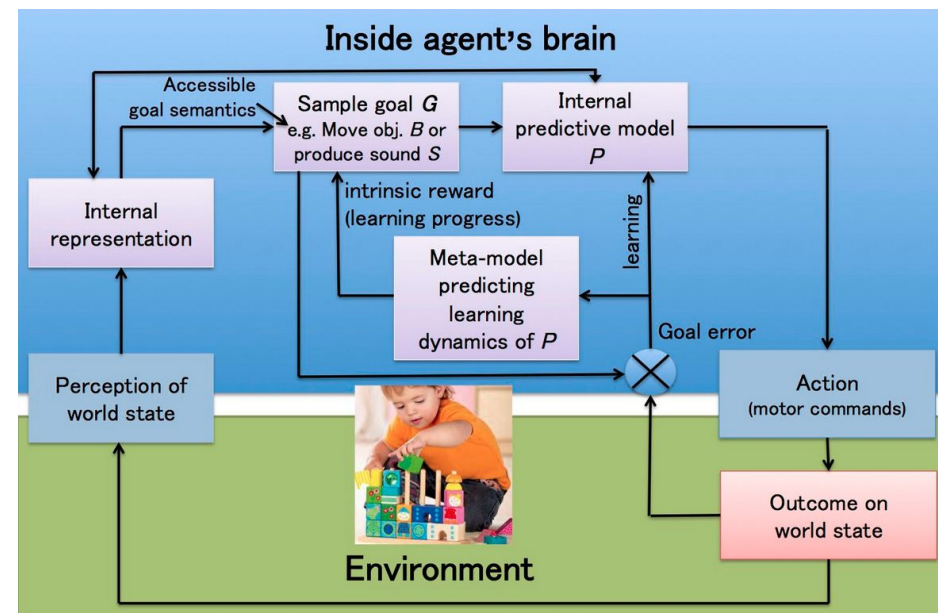 Inside agent's brain
Accessible
goal semantics
Sample goal G
e.g. Move obj. B or
produce sound S
Internal
predictive model
P
Internal
representation
intrinsic reward
(learning progress)
learning
Meta-model
predicting
learning
dynamics of P
Goal error
Perception of
world state
Action
(motor commands)
Outcome on
world state
Environment